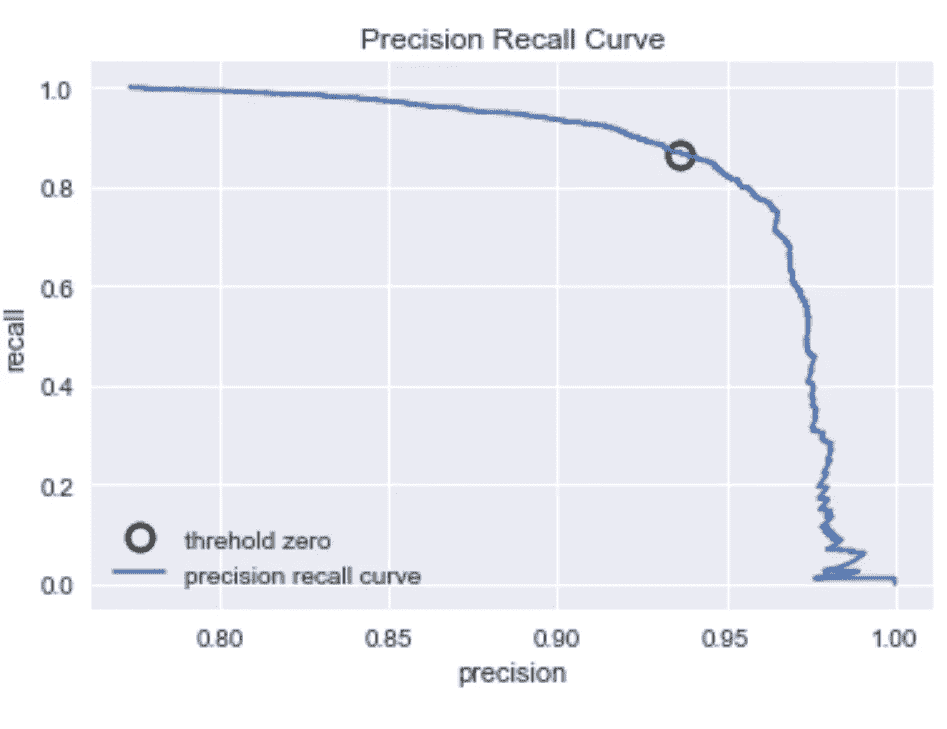 Precision Recall Curve
1.0
0.8
0.6
0.4
0.2
0.0
recall
threhold zero
precision recall curve
0.80 0.85 0.90 0.95 1.00
precision